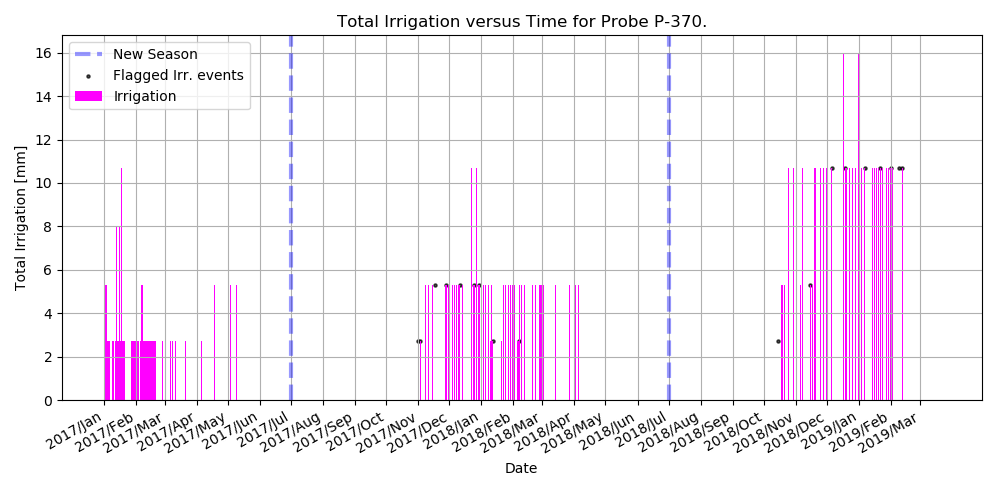 Total Irrigation versus Time for Probe P-370.
New Season
Flagged Irr. events
Irrigation
Total Irrigation [mm]
16
14
12
10
8
6
4
2
0
2017/Jan
2017/Feb
2017/Mar
2017/Apr
2017/May
2017/Jun
2017/Jul
2017/Aug
2017/Sep
2017/Oct
2017/Nov
2017/Dec
2018/Jan
2018/Feb
2018/Mar
2018/Apr
2018/May
2018/Jun
2018/Jul
2018/Aug
2018/Sep
2018/Oct
2018/Nov
2018/Dec
2019/Jan
2019/Feb
2019/Mar
Date